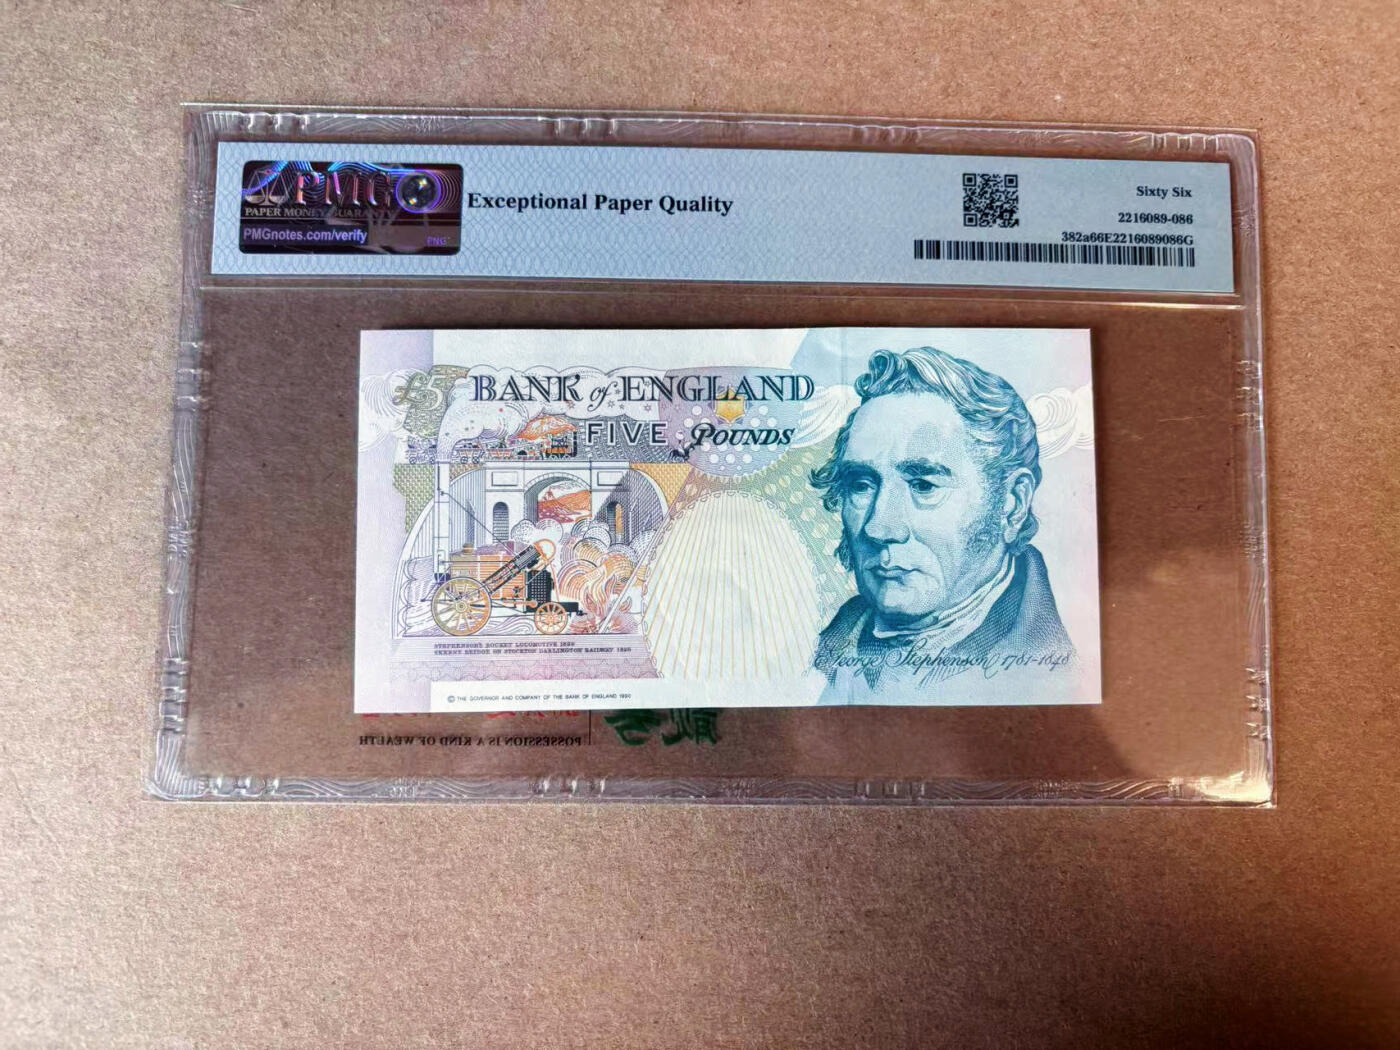 PMG
PAPER MONEY GUARANTY
PMGnotes.com/verify
PNG
Exceptional Paper Quality
Sixty Six
2216089-086
382a66E2216089086G
£5
BANK of ENGLAND
FIVE POUNDS
STEPHENSON'S ROCKET LOCOMOTIVE 1829
SKERNE BRIDGE ON STOCKTON DARLINGTON RAILWAY 1825
George Stephenson 1781-1848
© THE GOVERNOR AND COMPANY OF THE BANK OF ENGLAND 1990
POSSESSION IS A KIND OF WEALTH